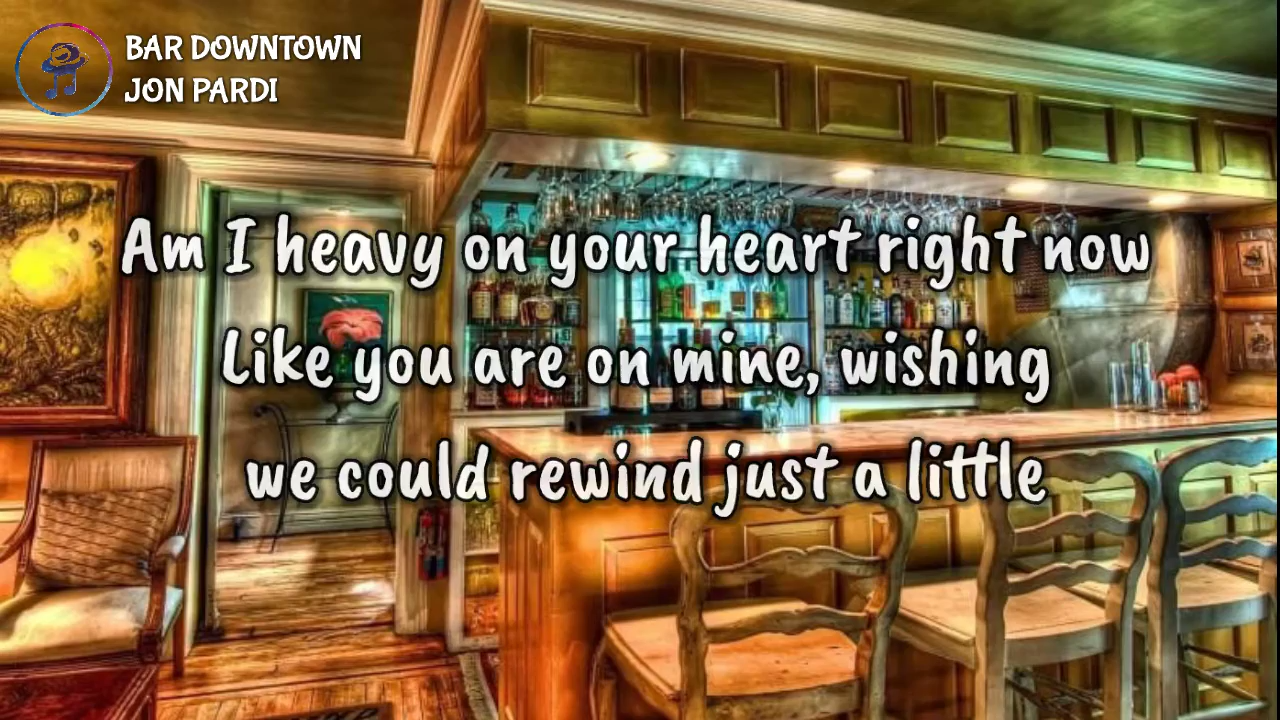 BAR DOWNTOWN
JON PARDI
Am I heavy on your heart right now
Like you are on mine, wishing
we could rewind just a little